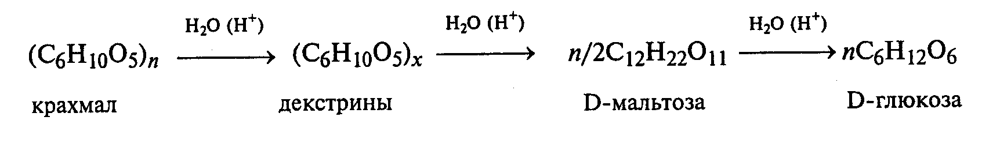 H₂O (H⁺) H₂O (H⁺) H₂O (H⁺)
(C₆H₁₀O₅)ₙ ⟶ (C₆H₁₀O₅)ₓ ⟶ n/2C₁₂H₂₂O₁₁ ⟶ nC₆H₁₂O₆
крахмал декстрины D-мальтоза D-глюкоза